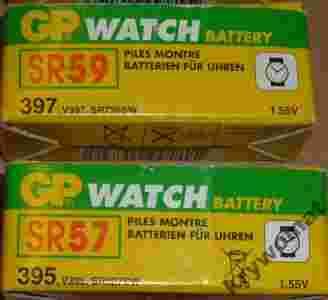 GP WATCH BATTERY
SR59
PILES MONTRE
BATTERIEN FÜR UHREN
397
1.55V
GP WATCH BATTERY
SR57
PILES MONTRE
BATTERIEN FÜR UHREN
395
1.55V